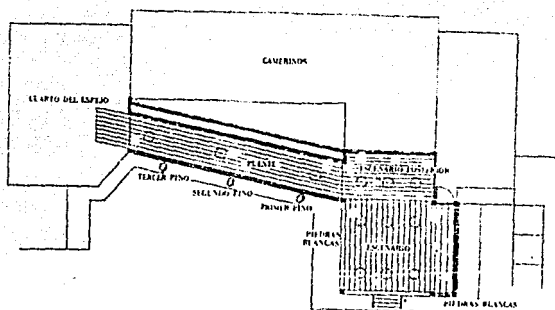 CAMERINOS
CUARTO DEL ESPEJO
PUENTE
ESCENARIO POSTERIOR
TERCER PINO
SEGUNDO PINO
PRIMER PINO
PIEDRAS
BLANCAS
ESCENARIO
PIEDRAS BLANCAS